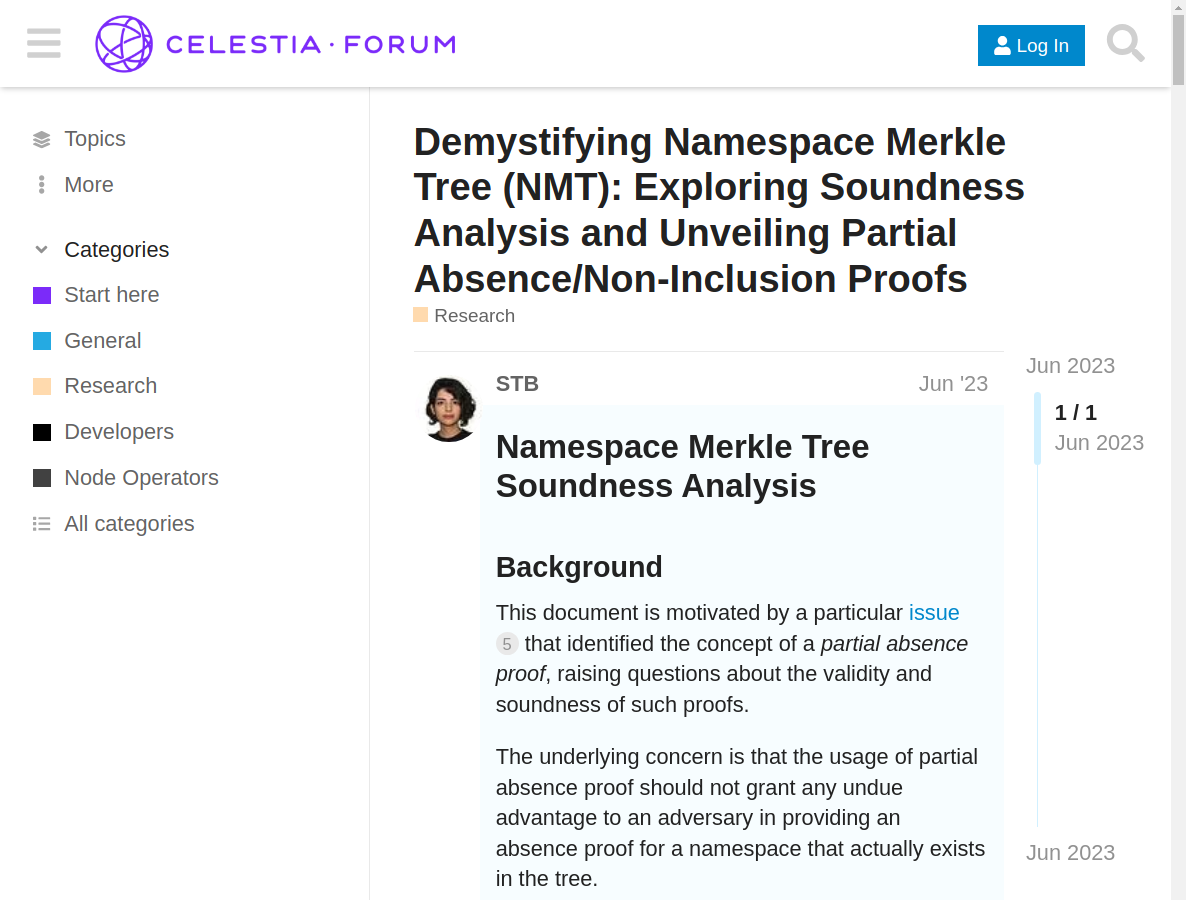 CELESTIA · FORUM
Log In
Topics
More
Categories
Start here
General
Research
Developers
Node Operators
All categories
Demystifying Namespace Merkle
Tree (NMT): Exploring Soundness
Analysis and Unveiling Partial
Absence/Non-Inclusion Proofs
Research
STB
Jun '23
Namespace Merkle Tree
Soundness Analysis
Background
This document is motivated by a particular issue
5 that identified the concept of a partial absence
proof, raising questions about the validity and
soundness of such proofs.
The underlying concern is that the usage of partial
absence proof should not grant any undue
advantage to an adversary in providing an
absence proof for a namespace that actually exists
in the tree.
Jun 2023
1 / 1
Jun 2023
Jun 2023